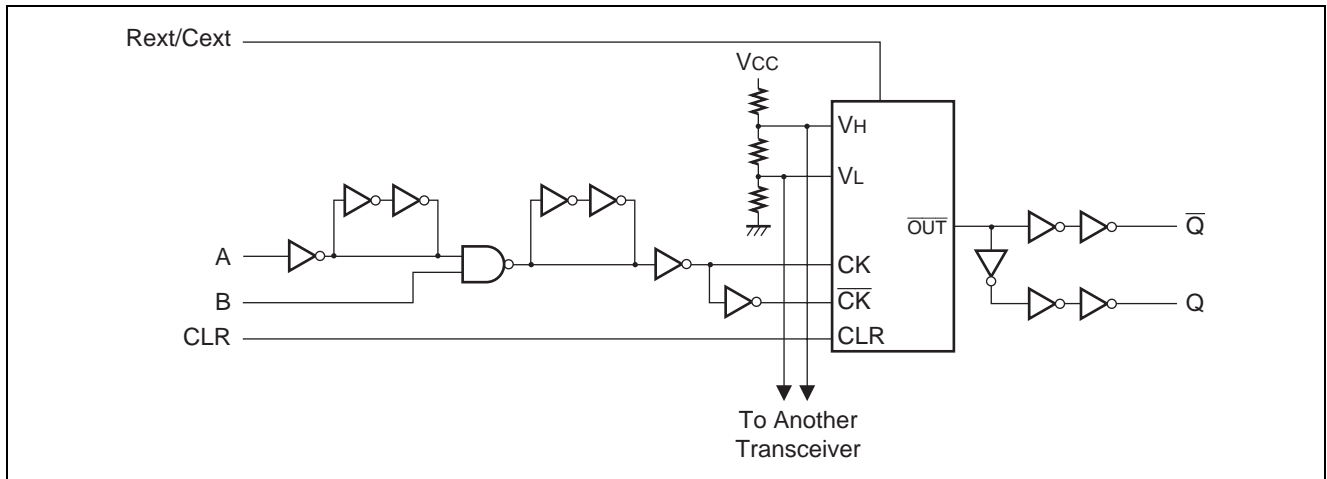 Rext/Cext
VCC
VH
VL
OUT
Q
A
CK
B
CK
Q
CLR
CLR
To Another
Transceiver